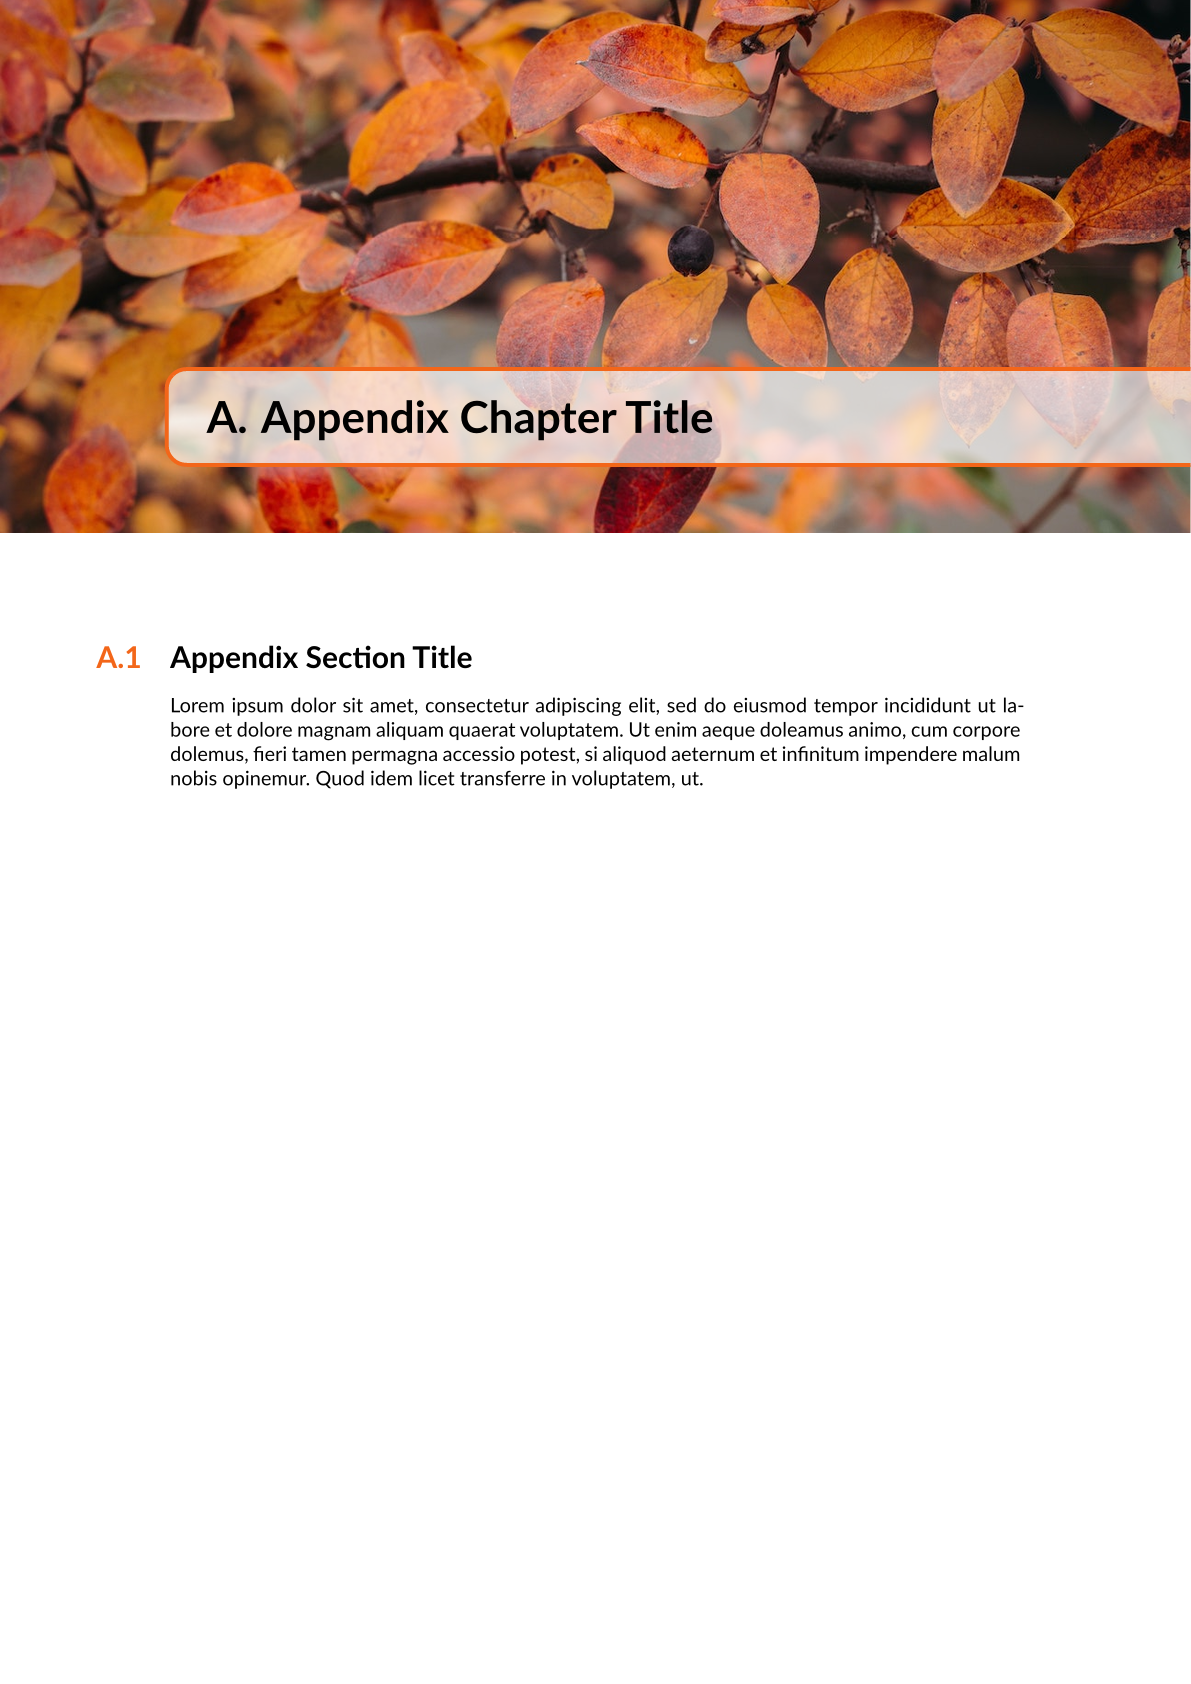 A. Appendix Chapter Title
A.1 Appendix Section Title
Lorem ipsum dolor sit amet, consectetur adipiscing elit, sed do eiusmod tempor incididunt ut la-
bore et dolore magnam aliquam quaerat voluptatem. Ut enim aeque doleamus animo, cum corpore
dolemus, fieri tamen permagna accessio potest, si aliquod aeternum et infinitum impendere malum
nobis opinemur. Quod idem licet transferre in voluptatem, ut.